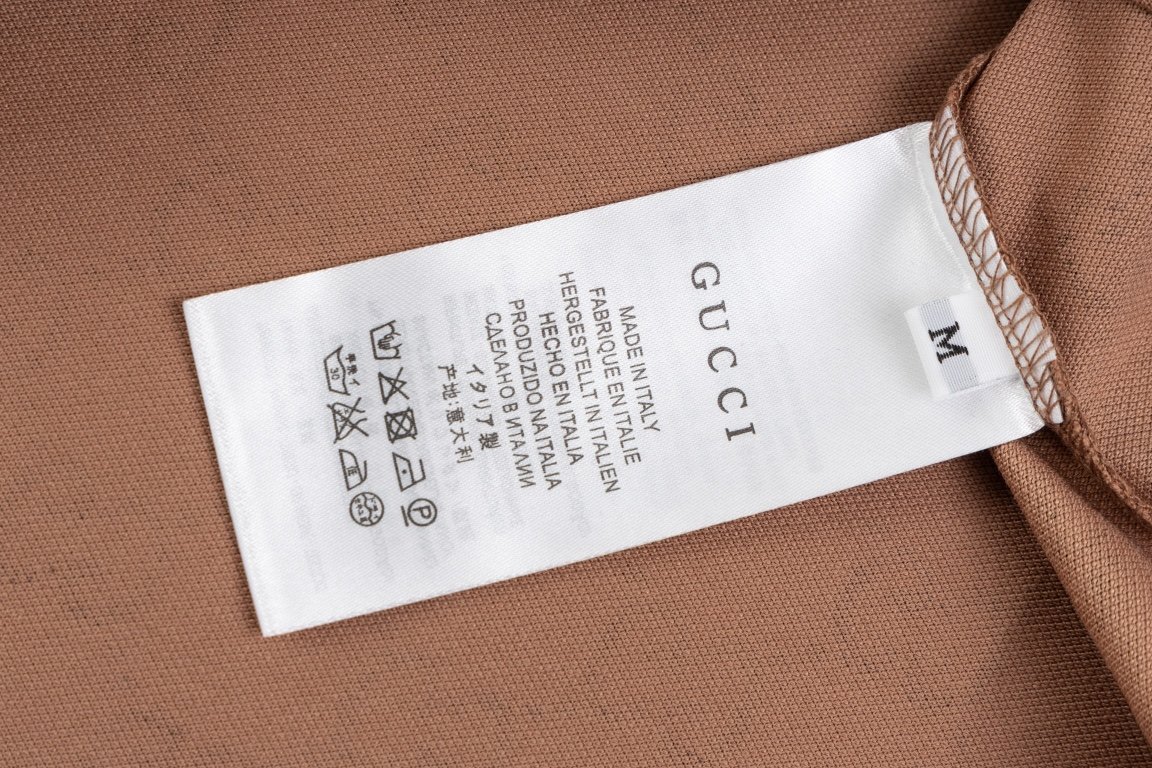 GUCCI
MADE IN ITALY
FABRIQUE EN ITALIE
HERGESTELLT IN ITALIEN
HECHO EN ITALIA
PRODUZIDO NA ITALIA
СДЕЛАНО В ИТАЛИИ
イタリア製
产地:意大利
P
30
M